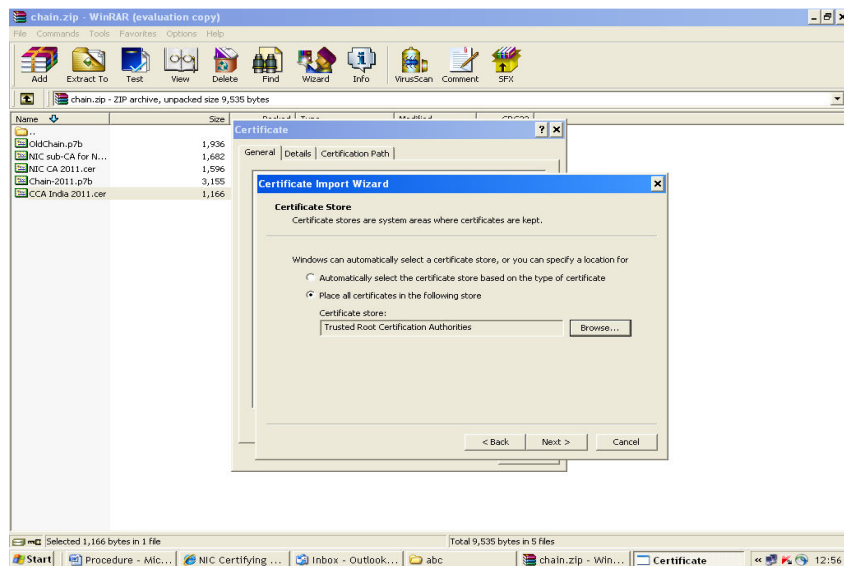 chain.zip - WinRAR (evaluation copy)
File Commands Tools Favorites Options Help
Add Extract To Test View Delete Find Wizard Info VirusScan Comment SFX
chain.zip - ZIP archive, unpacked size 9,535 bytes
Name Size Packed Type Modified CRC32
..
OldChain.p7b 1,936
NIC sub-CA for N... 1,682
NIC CA 2011.cer 1,596
Chain-2011.p7b 3,155
CCA India 2011.cer 1,166
Certificate
General Details Certification Path
Certificate Import Wizard
Certificate Store
Certificate stores are system areas where certificates are kept.
Windows can automatically select a certificate store, or you can specify a location for
Automatically select the certificate store based on the type of certificate
Place all certificates in the following store
Certificate store:
Trusted Root Certification Authorities Browse...
< Back Next > Cancel
Selected 1,166 bytes in 1 file Total 9,535 bytes in 5 files
Start Procedure - Mic... NIC Certifying ... Inbox - Outlook... abc chain.zip - Win... Certificate « 12:56